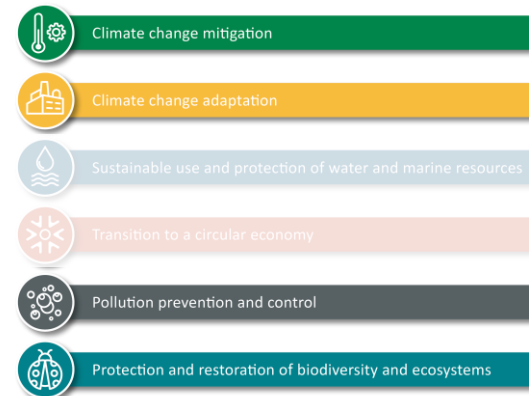 Climate change mitigation
Climate change adaptation
Sustainable use and protection of water and marine resources
Transition to a circular economy
Pollution prevention and control
Protection and restoration of biodiversity and ecosystems